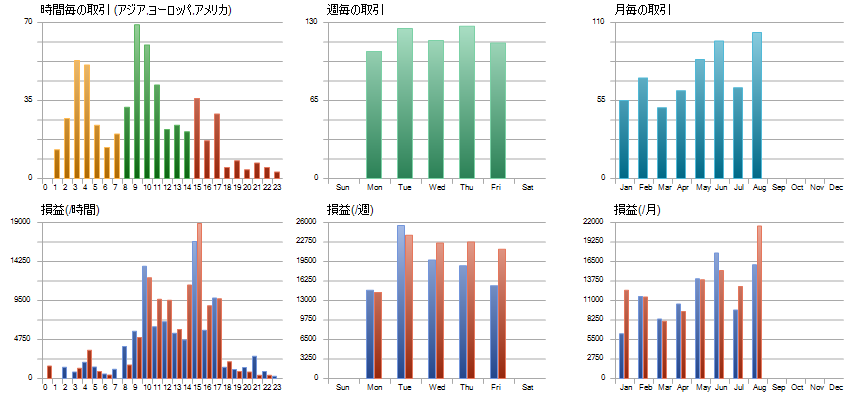 時間毎の取引 (アジア,ヨーロッパ,アメリカ)
70
35
0
0 1 2 3 4 5 6 7 8 9 10 11 12 13 14 15 16 17 18 19 20 21 22 23
週毎の取引
130
65
0
Sun Mon Tue Wed Thu Fri Sat
月毎の取引
110
55
0
Jan Feb Mar Apr May Jun Jul Aug Sep Oct Nov Dec
損益(/時間)
19000
14250
9500
4750
0
0 1 2 3 4 5 6 7 8 9 10 11 12 13 14 15 16 17 18 19 20 21 22 23
損益(/週)
26000
22750
19500
16250
13000
9750
6500
3250
0
Sun Mon Tue Wed Thu Fri Sat
損益(/月)
22000
19250
16500
13750
11000
8250
5500
2750
0
Jan Feb Mar Apr May Jun Jul Aug Sep Oct Nov Dec